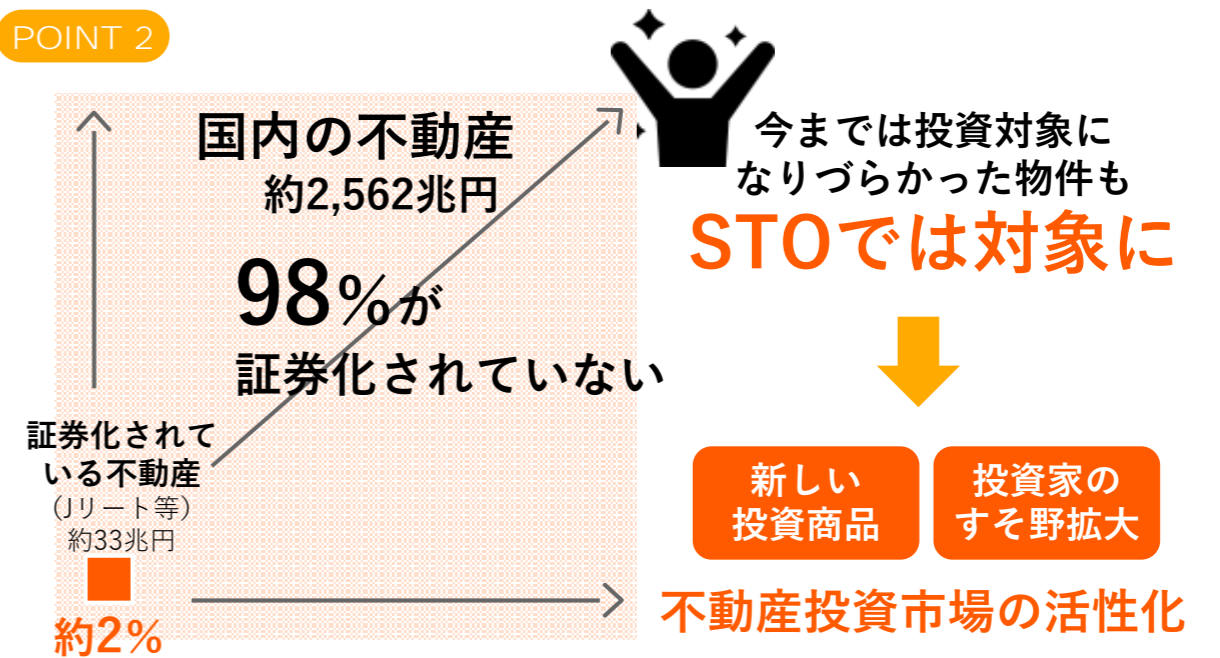 POINT 2
国内の不動産
約2,562兆円
98%が
証券化されていない
証券化されて
いる不動産
(Jリート等)
約33兆円
約2%
今までは投資対象に
なりづらかった物件も
STOでは対象に
新しい
投資商品
投資家の
すそ野拡大
不動産投資市場の活性化